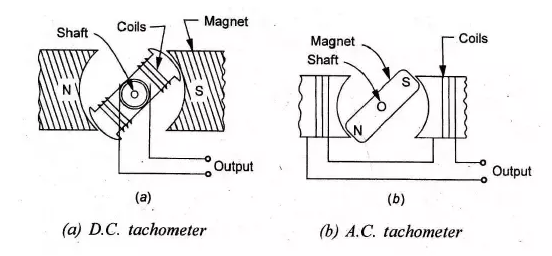 Shaft
Coils
Magnet
N
S
Output
(a)
Magnet
Shaft
Coils
S
N
Output
(b)
(a) D.C. tachometer
(b) A.C. tachometer